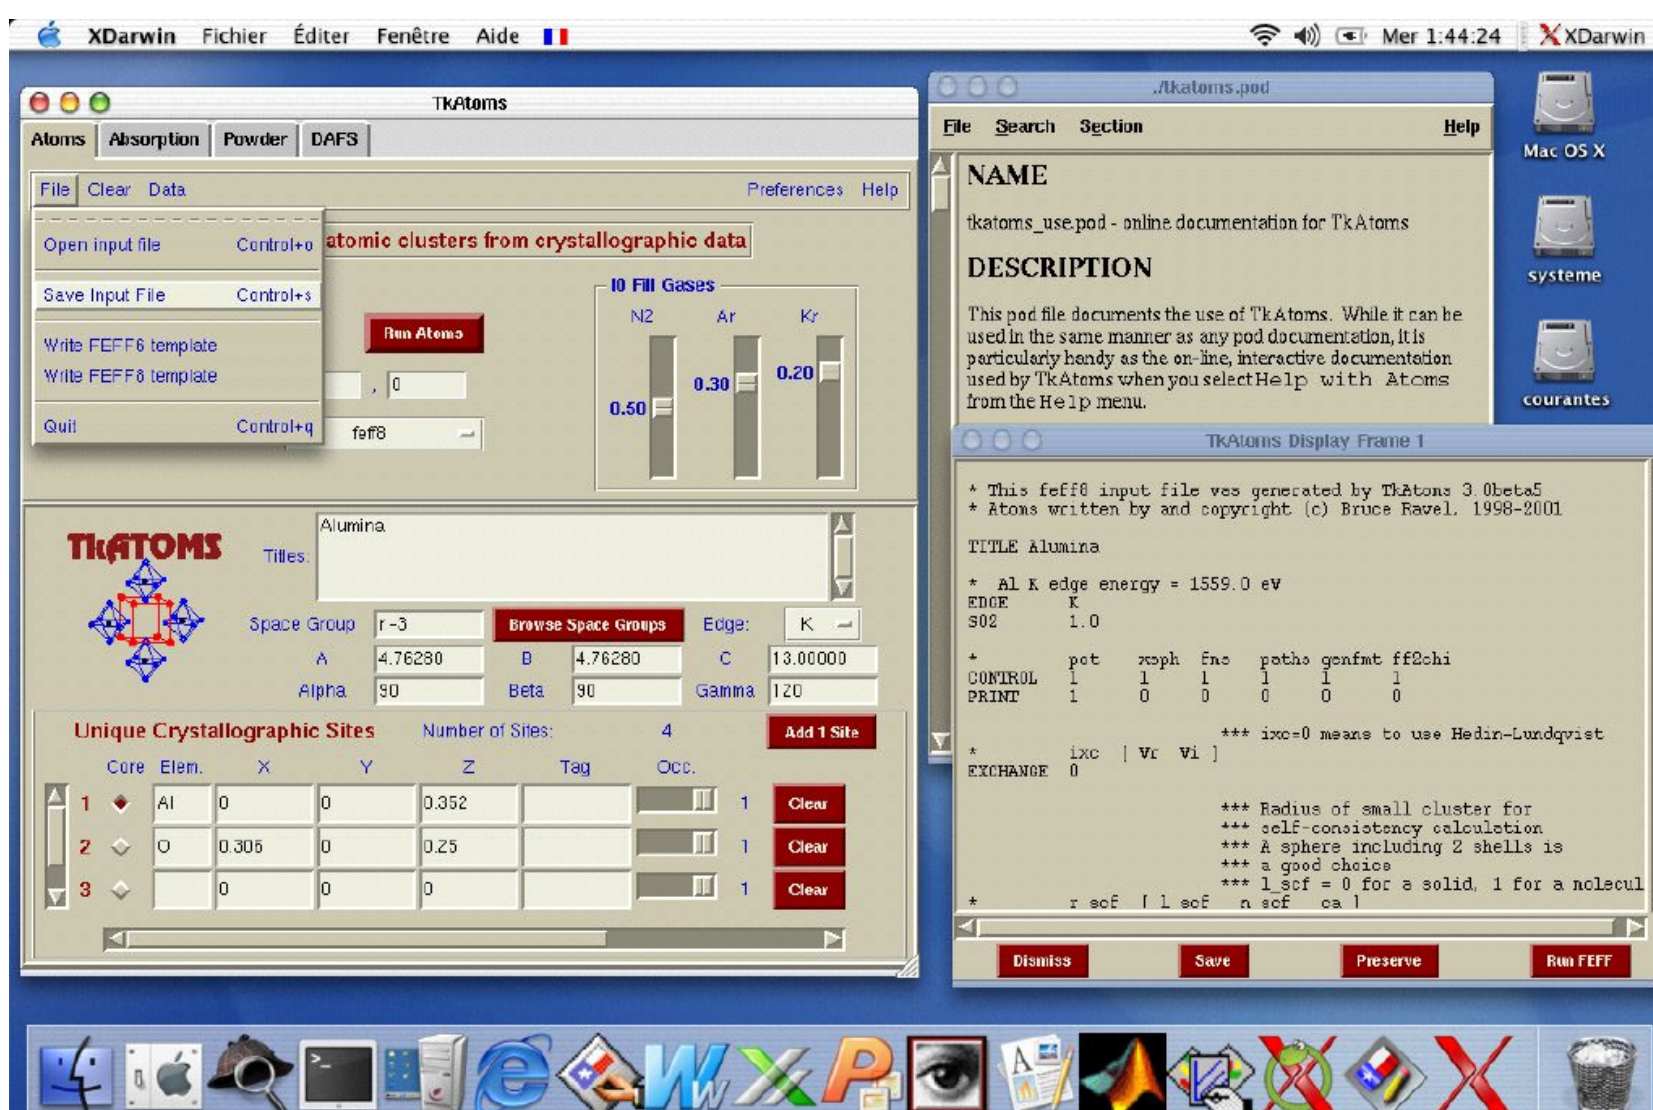 XDarwin Fichier Éditer Fenêtre Aide
Mer 1:44:24 XDarwin
TkAtoms
Atoms Absorption Powder DAFS
File Clear Data Preferences Help
Open input file Control+o
Save Input File Control+s
Write FEFF6 template
Write FEFF8 template
Quit Control+q
atomic clusters from crystallographic data
Run Atoms
, 0
feff8
I0 Fill Gases
N2 Ar Kr
0.50 0.30 0.20
TkATOMS
Titles: Alumina
Space Group r-3 Browse Space Groups Edge: K
A 4.76280 B 4.76280 C 13.00000
Alpha 90 Beta 90 Gamma 120
Unique Crystallographic Sites Number of Sites: 4 Add 1 Site
Core Elem. X Y Z Tag Occ.
1 Al 0 0 0.352 1 Clear
2 O 0.306 0 0.25 1 Clear
3 0 0 0 1 Clear
./tkatoms.pod
File Search Section Help
NAME
tkatoms_use.pod - online documentation for TkAtoms
DESCRIPTION
This pod file documents the use of TkAtoms. While it can be
used in the same manner as any pod documentation, it is
particularly handy as the on-line, interactive documentation
used by TkAtoms when you select Help with Atoms
from the Help menu.
TkAtoms Display Frame 1
* This feff8 input file was generated by TkAtoms 3.0beta5
* Atoms written by and copyright (c) Bruce Ravel, 1998-2001
TITLE Alumina
* Al K edge energy = 1559.0 eV
EDGE K
S02 1.0
* pot xsph fms paths genfmt ff2chi
CONTROL 1 1 1 1 1 1
PRINT 1 0 0 0 0 0
*** ixc=0 means to use Hedin-Lundqvist
* ixc [ Vr Vi ]
EXCHANGE 0
*** Radius of small cluster for
*** self-consistency calculation
*** A sphere including 2 shells is
*** a good choice
*** l_scf = 0 for a solid, 1 for a molecul
* r_scf [ l_scf n_scf ca ]
Dismiss Save Preserve Run FEFF
Mac OS X
systeme
courantes